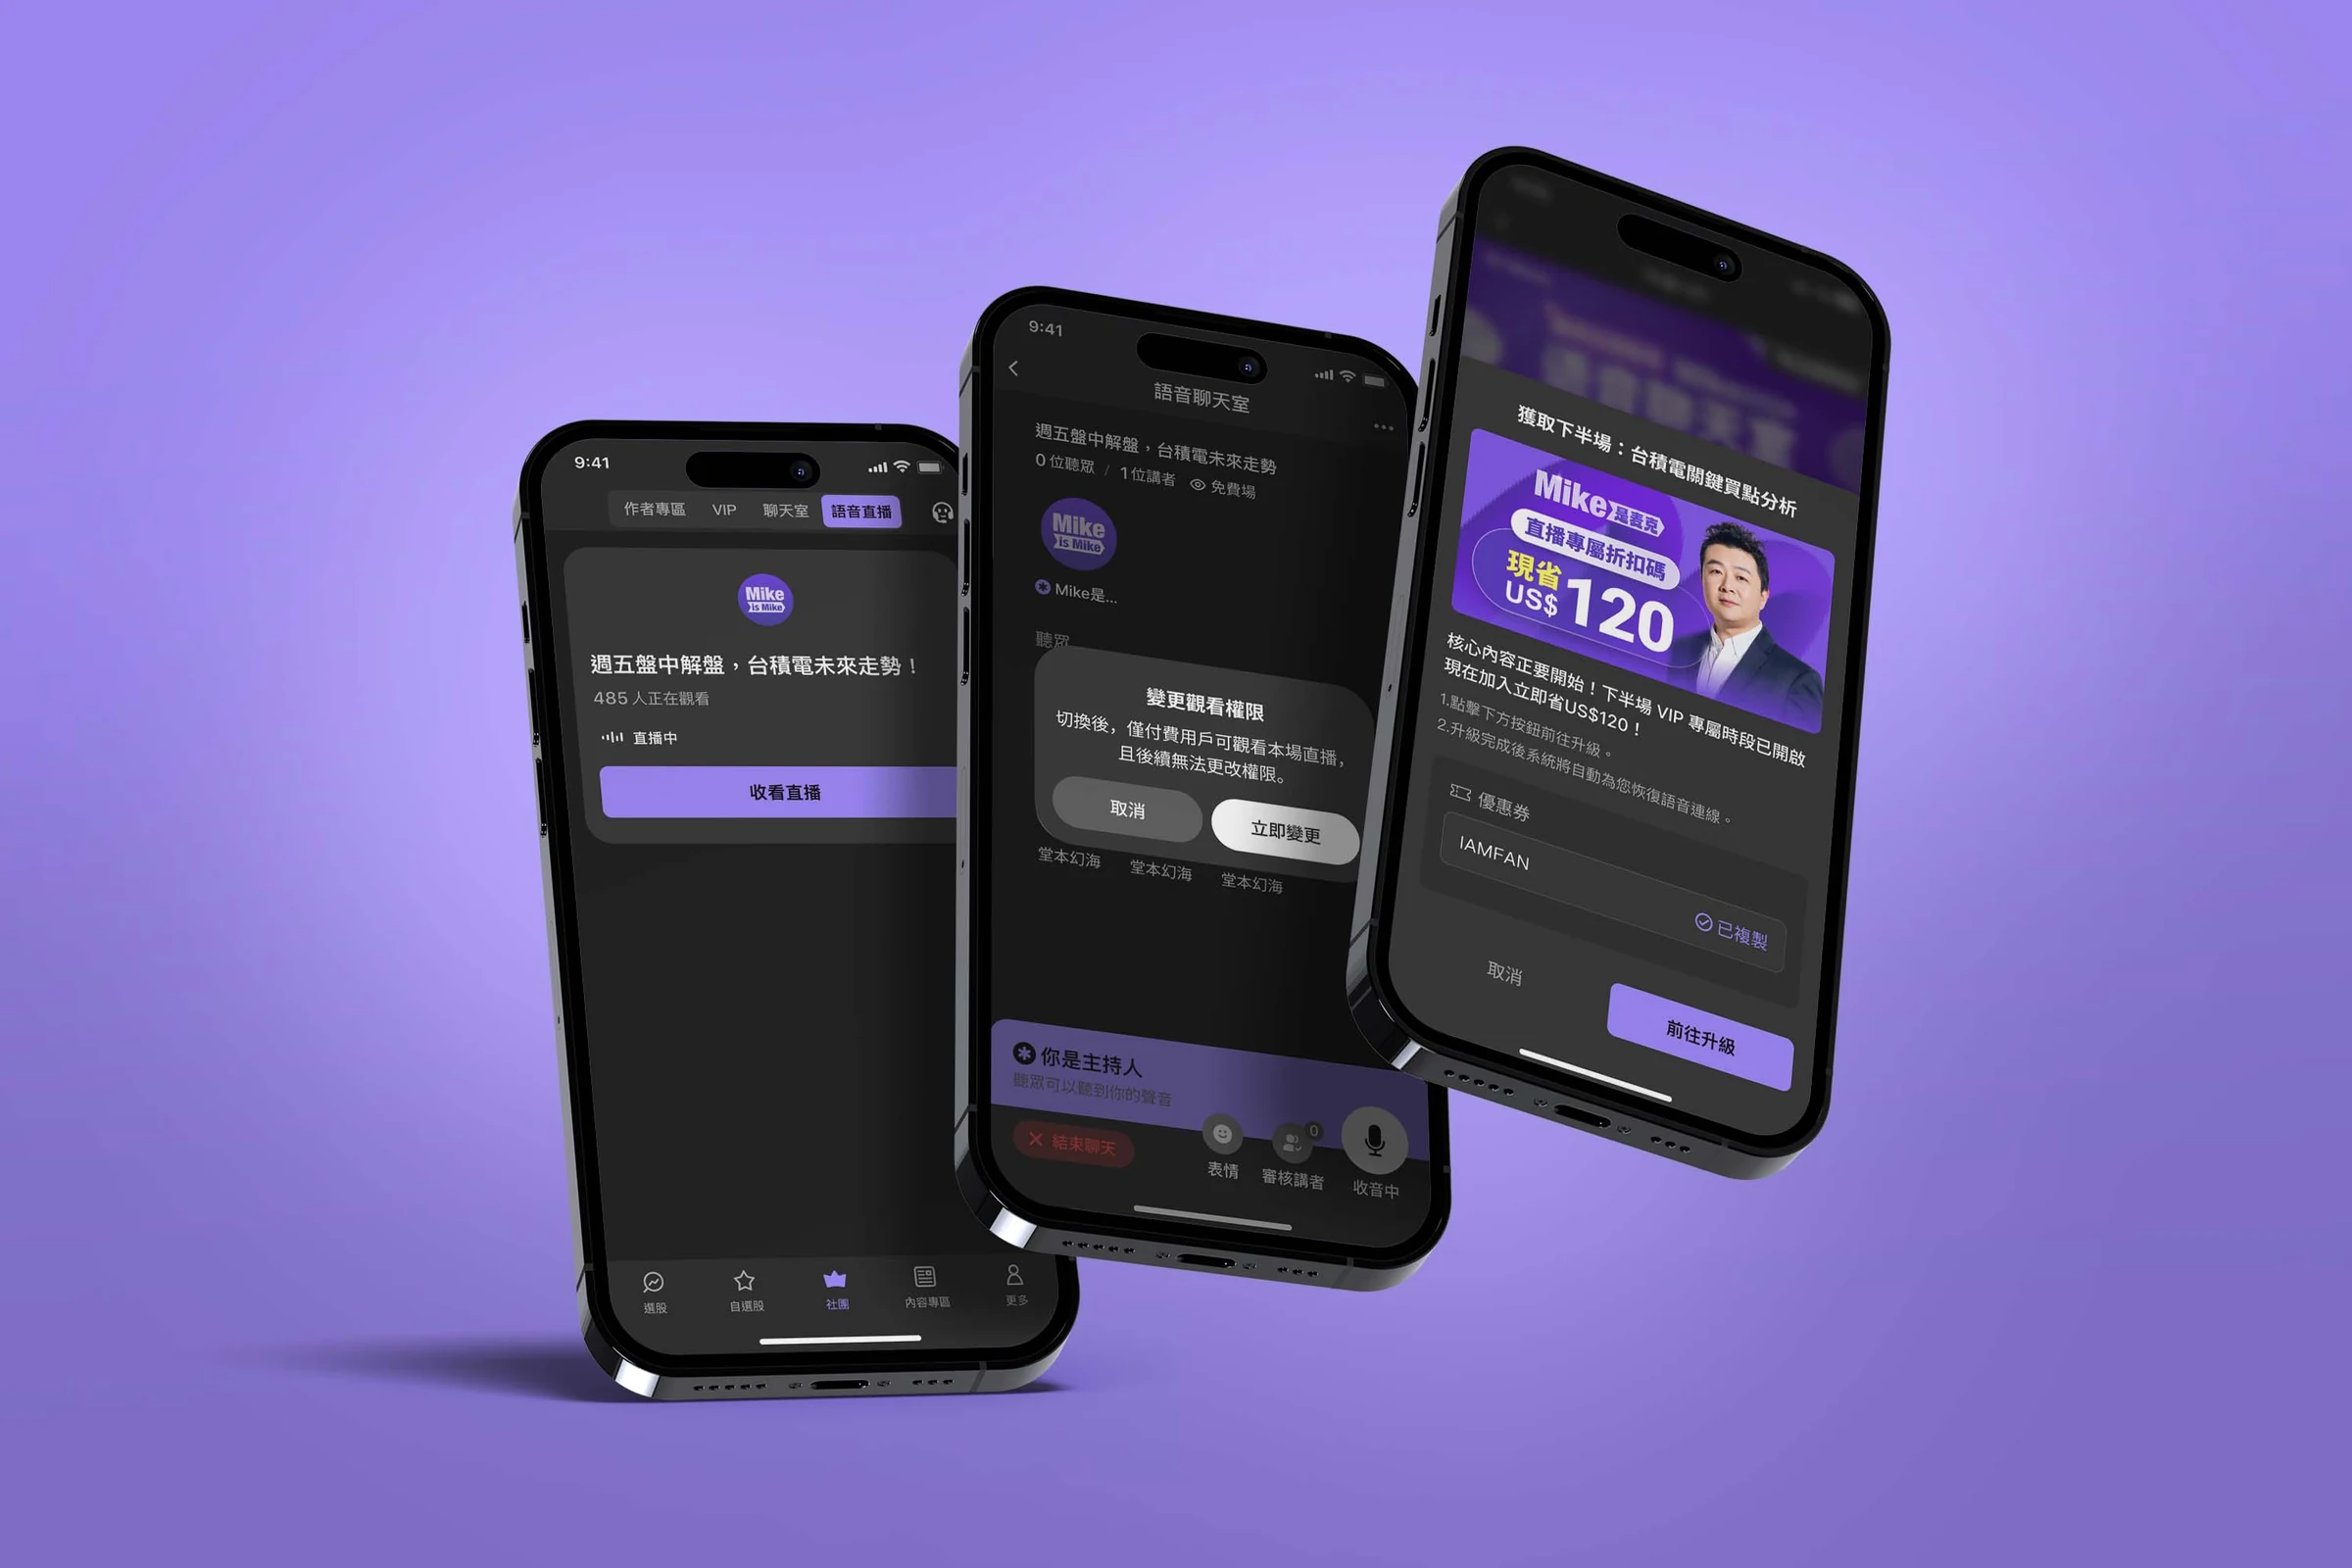 9:41
作者專區 VIP 聊天室 語音直播
Mike
is Mike
週五盤中解盤，台積電未來走勢！
485 人正在觀看
直播中
收看直播
選股 自選股 社團 內容專區 更多
9:41
語音聊天室
週五盤中解盤，台積電未來走勢
0 位聽眾 / 1 位講者 免費場
Mike
is Mike
Mike是...
聽眾
變更觀看權限
切換後，僅付費用戶可觀看本場直播，
且後續無法更改權限。
取消 立即變更
堂本幻海 堂本幻海 堂本幻海
你是主持人
聽眾可以聽到你的聲音
結束聊天
0
表情 審核講者 收音中
獲取下半場：台積電關鍵買點分析
Mike是麥克
直播專屬折扣碼
現省
US$120
核心內容正要開始！下半場 VIP 專屬時段已開啟
現在加入立即省US$120！
1.點擊下方按鈕前往升級。
2.升級完成後系統將自動為您恢復語音連線。
優惠券
IAMFAN
已複製
取消 前往升級